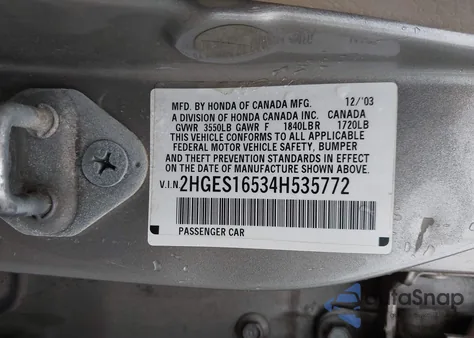 MFD. BY HONDA OF CANADA MFG. 12/'03
A DIVISION OF HONDA CANADA INC. CANADA
GVWR 3550LB GAWR F 1840LBR 1720LB
THIS VEHICLE CONFORMS TO ALL APPLICABLE
FEDERAL MOTOR VEHICLE SAFETY, BUMPER
AND THEFT PREVENTION STANDARDS IN EFFECT
ON THE DATE OF MANUFACTURE SHOWN ABOVE.
V.I.N. 2HGES16534H535772
PASSENGER CAR
AutoSnap